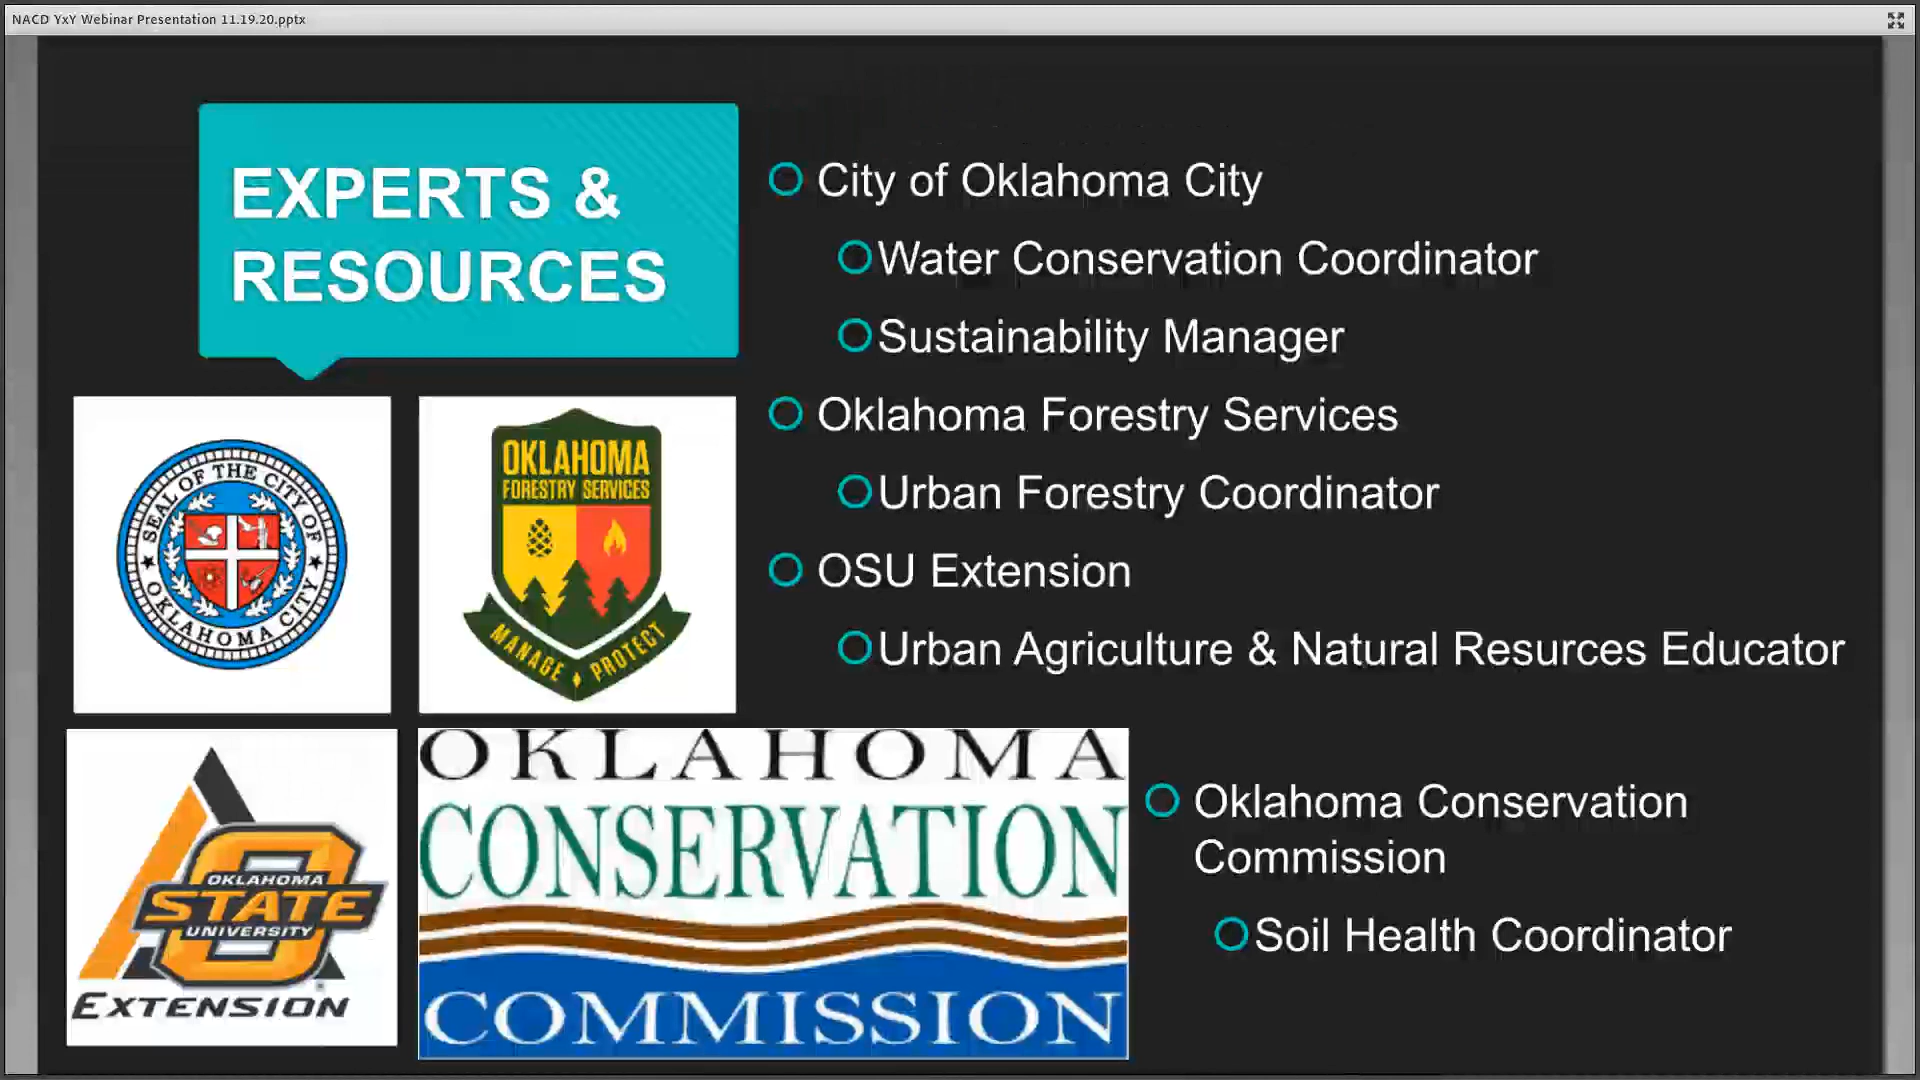 NACD YxY Webinar Presentation 11.19.20.pptx
EXPERTS &
RESOURCES
City of Oklahoma City
Water Conservation Coordinator
Sustainability Manager
Oklahoma Forestry Services
Urban Forestry Coordinator
OSU Extension
Urban Agriculture & Natural Resurces Educator
SEAL OF THE CITY OF
OKLAHOMA CITY
OKLAHOMA
FORESTRY SERVICES
MANAGE PROTECT
OKLAHOMA
STATE
UNIVERSITY
EXTENSION
OKLAHOMA
CONSERVATION
COMMISSION
Oklahoma Conservation
Commission
Soil Health Coordinator